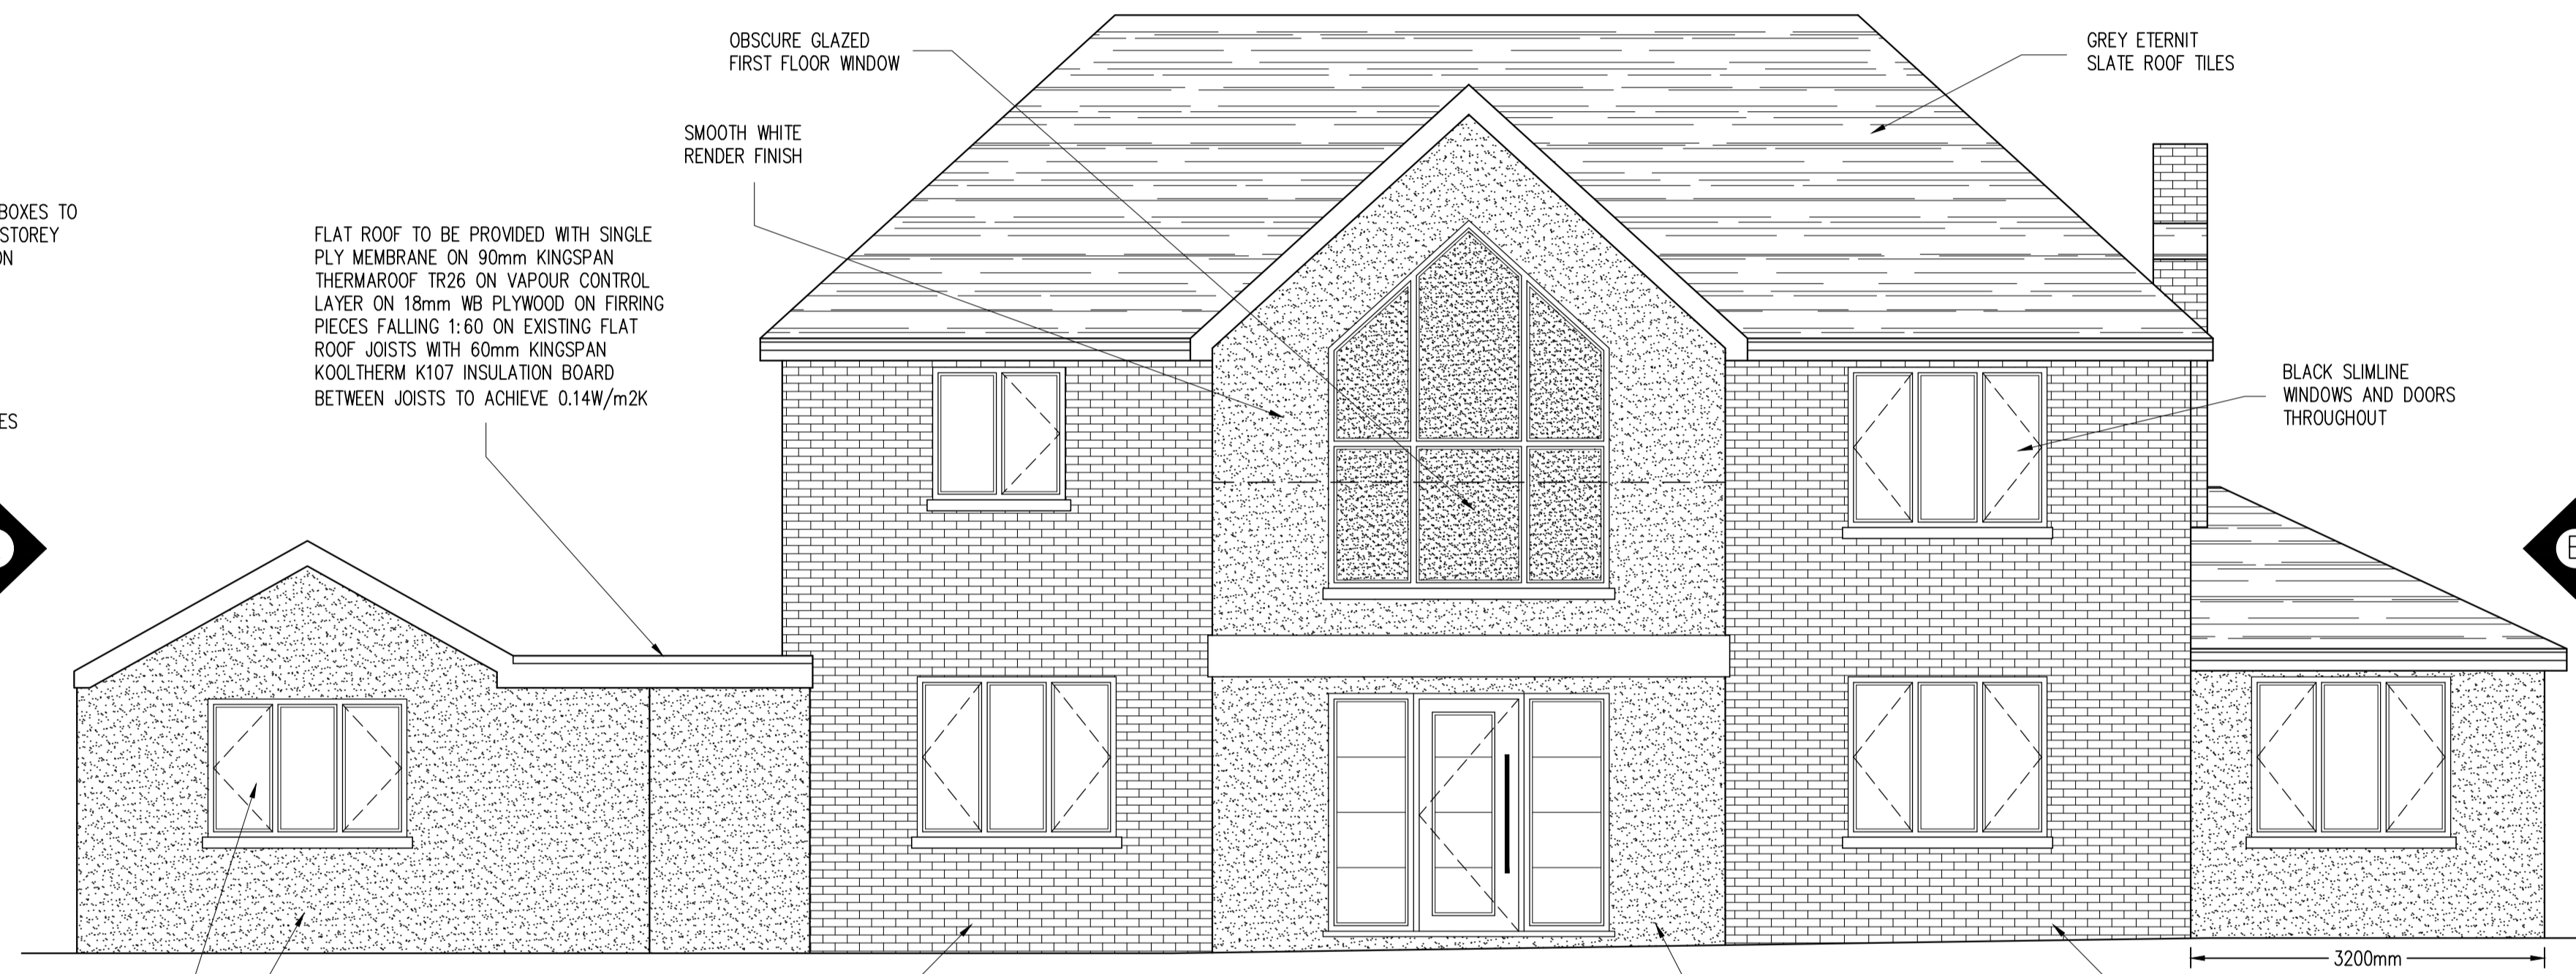 OBSCURE GLAZED
FIRST FLOOR WINDOW
GREY ETERNIT
SLATE ROOF TILES
SMOOTH WHITE
RENDER FINISH
BOXES TO
STOREY
FLAT ROOF TO BE PROVIDED WITH SINGLE
PLY MEMBRANE ON 90mm KINGSPAN
THERMAROOF TR26 ON VAPOUR CONTROL
LAYER ON 18mm WB PLYWOOD ON FIRRING
PIECES FALLING 1:60 ON EXISTING FLAT
ROOF JOISTS WITH 60mm KINGSPAN
KOOLTHERM K107 INSULATION BOARD
BETWEEN JOISTS TO ACHIEVE 0.14W/m2K
BLACK SLIMLINE
WINDOWS AND DOORS
THROUGHOUT
3200mm